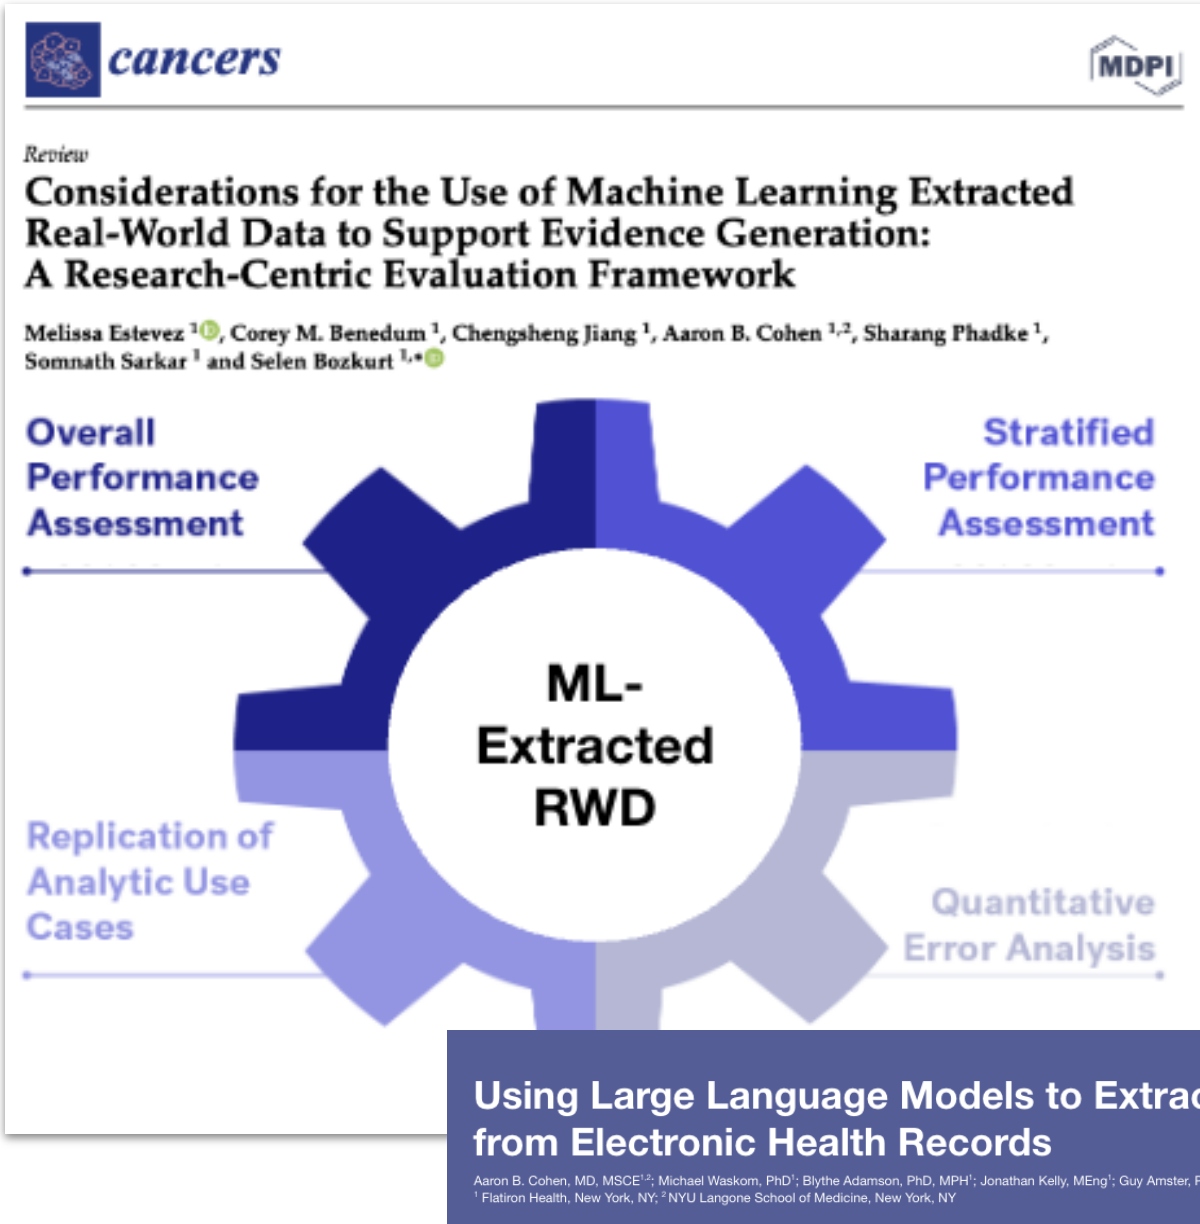 cancers
MDPI
Review
Considerations for the Use of Machine Learning Extracted
Real-World Data to Support Evidence Generation:
A Research-Centric Evaluation Framework
Melissa Estevez 1, Corey M. Benedum 1, Chengsheng Jiang 1, Aaron B. Cohen 1,2, Sharang Phadke 1,
Somnath Sarkar 1 and Selen Bozkurt 1,*
Overall
Performance
Assessment
Stratified
Performance
Assessment
ML-
Extracted
RWD
Replication of
Analytic Use
Cases
Quantitative
Error Analysis
Using Large Language Models to Extrac
from Electronic Health Records
Aaron B. Cohen, MD, MSCE1,2; Michael Waskom, PhD1; Blythe Adamson, PhD, MPH1; Jonathan Kelly, MEng1; Guy Amster, P
1 Flatiron Health, New York, NY; 2 NYU Langone School of Medicine, New York, NY